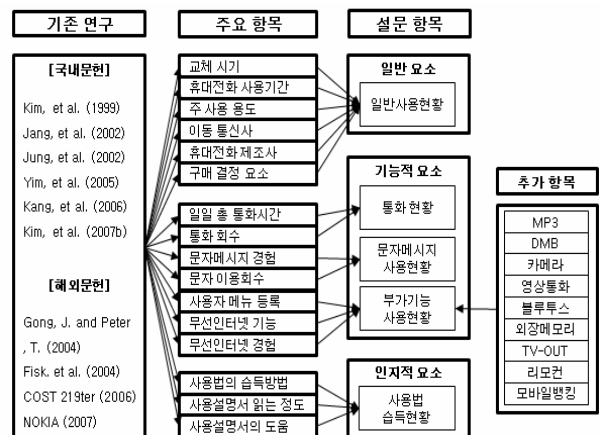 기존 연구
주요 항목
설문 항목
[국내문헌]
Kim, et al. (1999)
Jang, et al. (2002)
Jung, et al. (2002)
Yim, et al. (2005)
Kang, et al. (2006)
Kim, et al. (2007b)
[해외문헌]
Gong, J. and Peter
, T. (2004)
Fisk. et al. (2004)
COST 219ter (2006)
NOKIA (2007)
교체 시기
휴대전화 사용기간
주 사용 용도
이동 통신사
휴대전화 제조사
구매 결정 요소
일일 총 통화시간
통화 회수
문자메시지 경험
문자 이용회수
사용자 메뉴 등록
무선인터넷 기능
무선인터넷 경험
사용법의 습득방법
사용설명서 읽는 정도
사용설명서의 도움
일반 요소
일반사용현황
기능적 요소
통화 현황
문자메시지
사용현황
부가기능
사용현황
인지적 요소
사용법
습득현황
추가 항목
MP3
DMB
카메라
영상통화
블루투스
외장메모리
TV-OUT
리모컨
모바일뱅킹